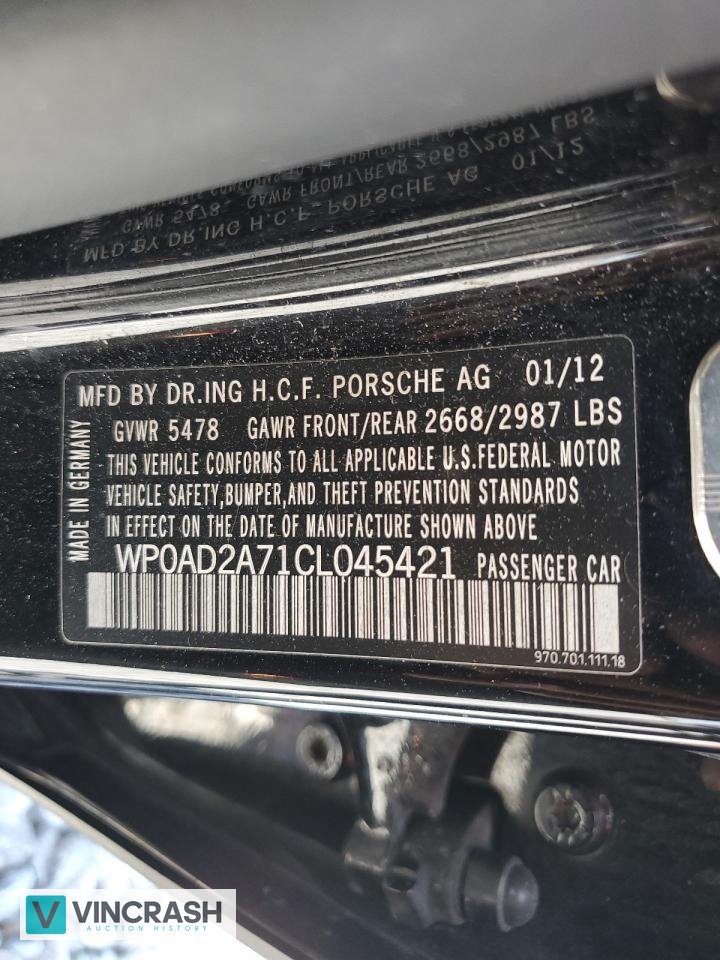 MFD BY DR.ING H.C.F. PORSCHE AG 01/12
GVWR 5478 GAWR FRONT/REAR 2668/2987 LBS
THIS VEHICLE CONFORMS TO ALL APPLICABLE U.S.FEDERAL MOTOR
VEHICLE SAFETY,BUMPER,AND THEFT PREVENTION STANDARDS
IN EFFECT ON THE DATE OF MANUFACTURE SHOWN ABOVE
WP0AD2A71CL045421 PASSENGER CAR
970.701.111.18
MADE IN GERMANY
V VINCRASH
AUCTION HISTORY